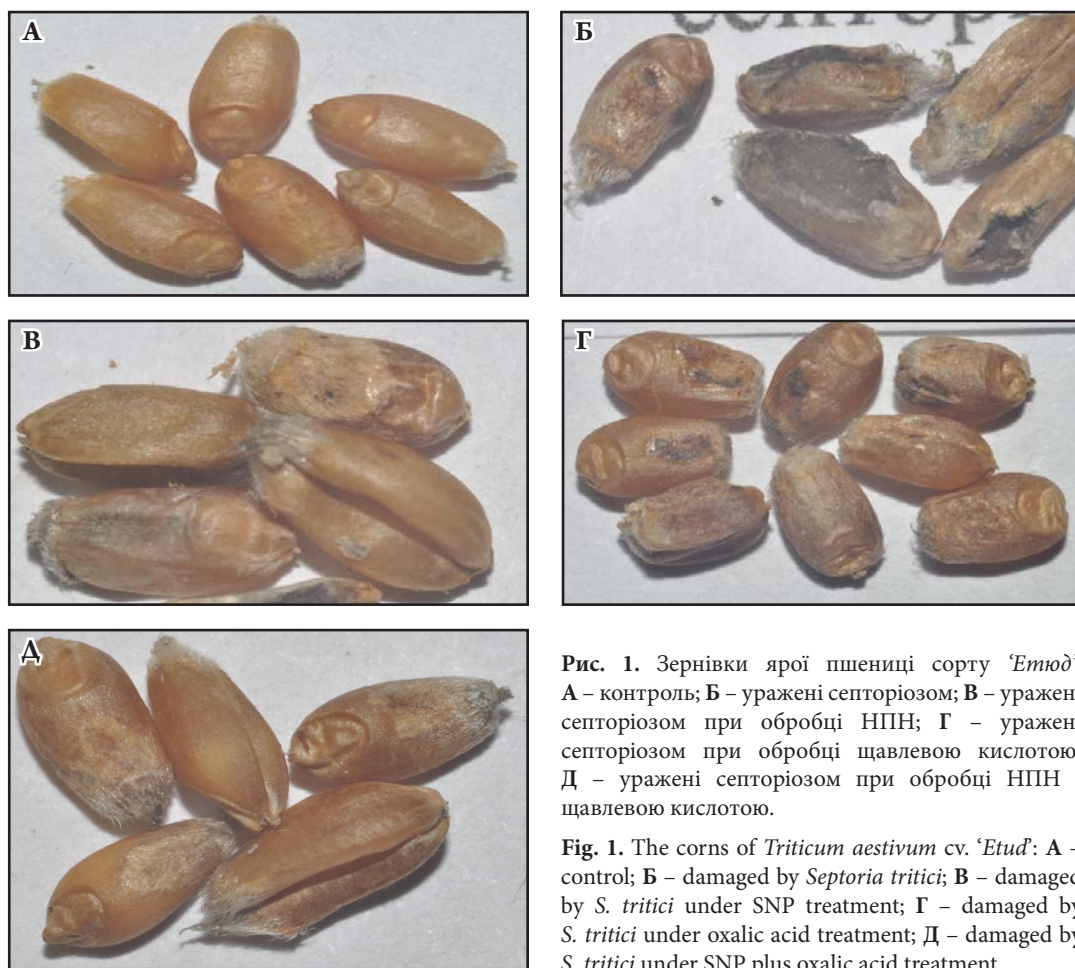 А
Б
В
Г
Д
Рис. 1. Зернівки ярої пшениці сорту ‘Етюд’
А – контроль; Б – уражені септоріозом; В – уражен
септоріозом при обробці НПН; Г – уражен
септоріозом при обробці щавлевою кислотою
Д – уражені септоріозом при обробці НПН
щавлевою кислотою.
Fig. 1. The corns of Triticum aestivum cv. ‘Etud’: А –
control; Б – damaged by Septoria tritici; В – damaged
by S. tritici under SNP treatment; Г – damaged by
S. tritici under oxalic acid treatment; Д – damaged by
S. tritici under SNP plus oxalic acid treatment